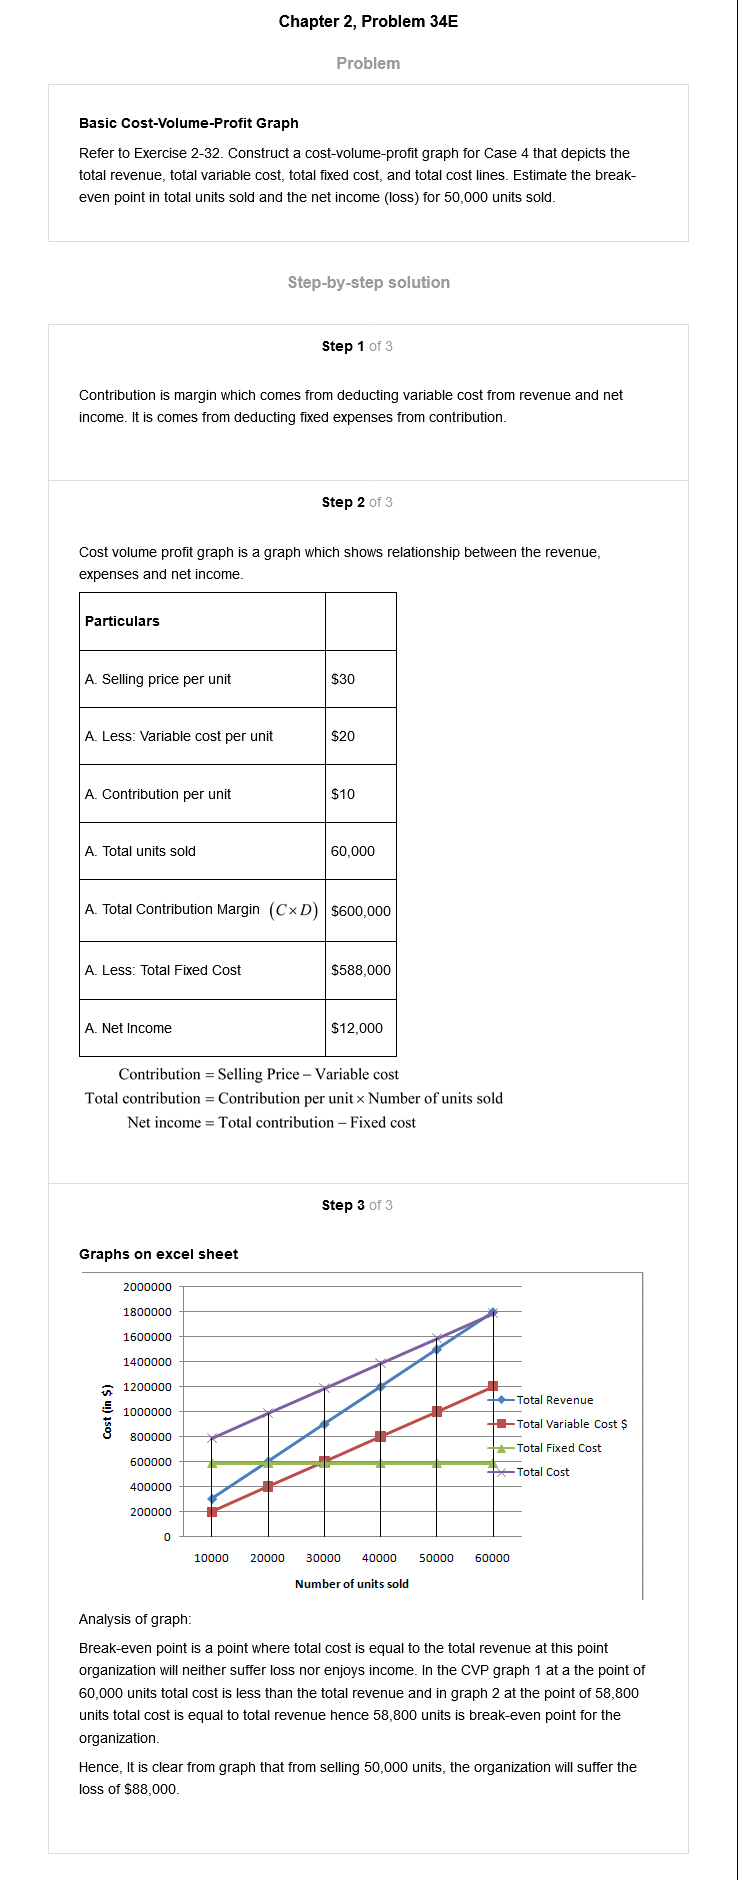 Chapter 2, Problem 34E
Problem
Basic Cost-Volume-Profit Graph
Refer to Exercise 2-32. Construct a cost-volume-profit graph for Case 4 that depicts the
total revenue, total variable cost, total fixed cost, and total cost lines. Estimate the break-
even point in total units sold and the net income (loss) for 50,000 units sold.
Step-by-step solution
Step 1 of 3
Contribution is margin which comes from deducting variable cost from revenue and net
income. It is comes from deducting fixed expenses from contribution.
Step 2 of 3
Cost volume profit graph is a graph which shows relationship between the revenue,
expenses and net income.
Particulars
A. Selling price per unit $30
A. Less: Variable cost per unit $20
A. Contribution per unit $10
A. Total units sold 60,000
A. Total Contribution Margin (C×D) $600,000
A. Less: Total Fixed Cost $588,000
A. Net Income $12,000
Contribution = Selling Price – Variable cost
Total contribution = Contribution per unit × Number of units sold
Net income = Total contribution – Fixed cost
Step 3 of 3
Graphs on excel sheet
2000000
1800000
1600000
1400000
1200000
1000000
800000
600000
400000
200000
0
Cost (in $)
Total Revenue
Total Variable Cost $
Total Fixed Cost
Total Cost
10000 20000 30000 40000 50000 60000
Number of units sold
Analysis of graph:
Break-even point is a point where total cost is equal to the total revenue at this point
organization will neither suffer loss nor enjoys income. In the CVP graph 1 at a the point of
60,000 units total cost is less than the total revenue and in graph 2 at the point of 58,800
units total cost is equal to total revenue hence 58,800 units is break-even point for the
organization.
Hence, It is clear from graph that from selling 50,000 units, the organization will suffer the
loss of $88,000.